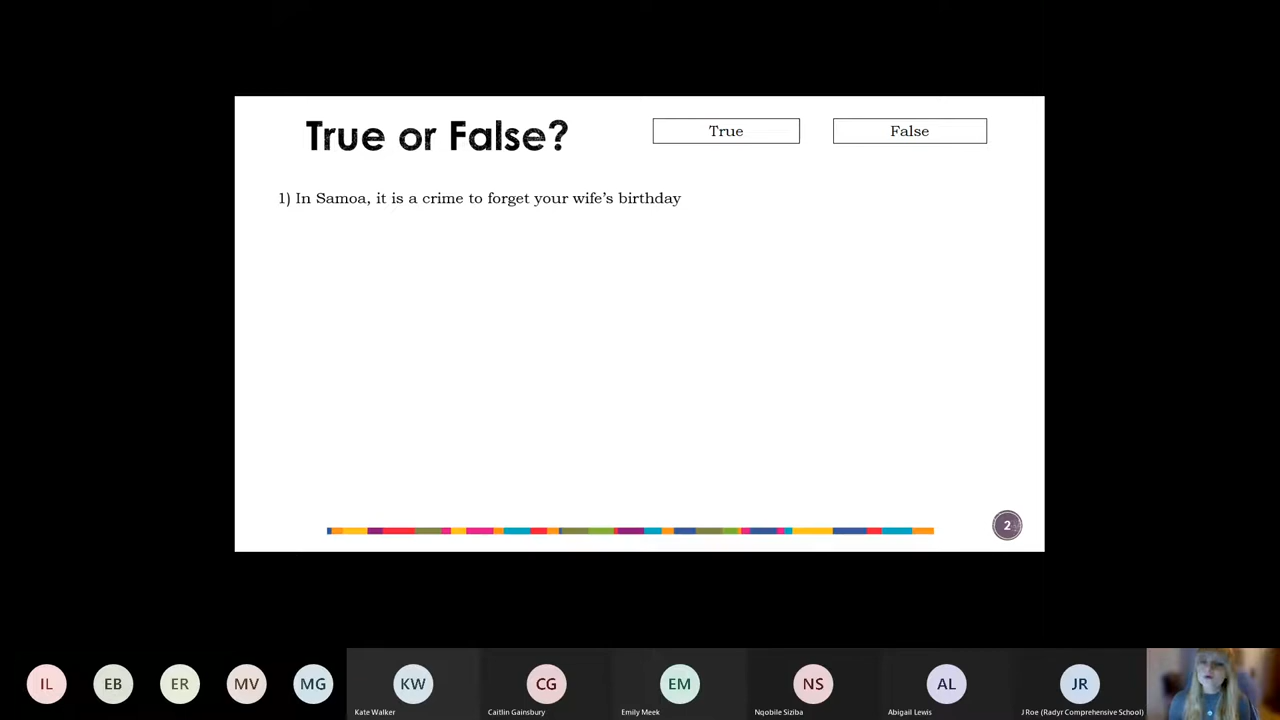 True or False?
True
False
1) In Samoa, it is a crime to forget your wife’s birthday
2
IL
EB
ER
MV
MG
KW
CG
EM
NS
AL
JR
Kate Walker
Caitlin Gainsbury
Emily Meek
Nqobile Siziba
Abigail Lewis
J Roe (Radyr Comprehensive School)